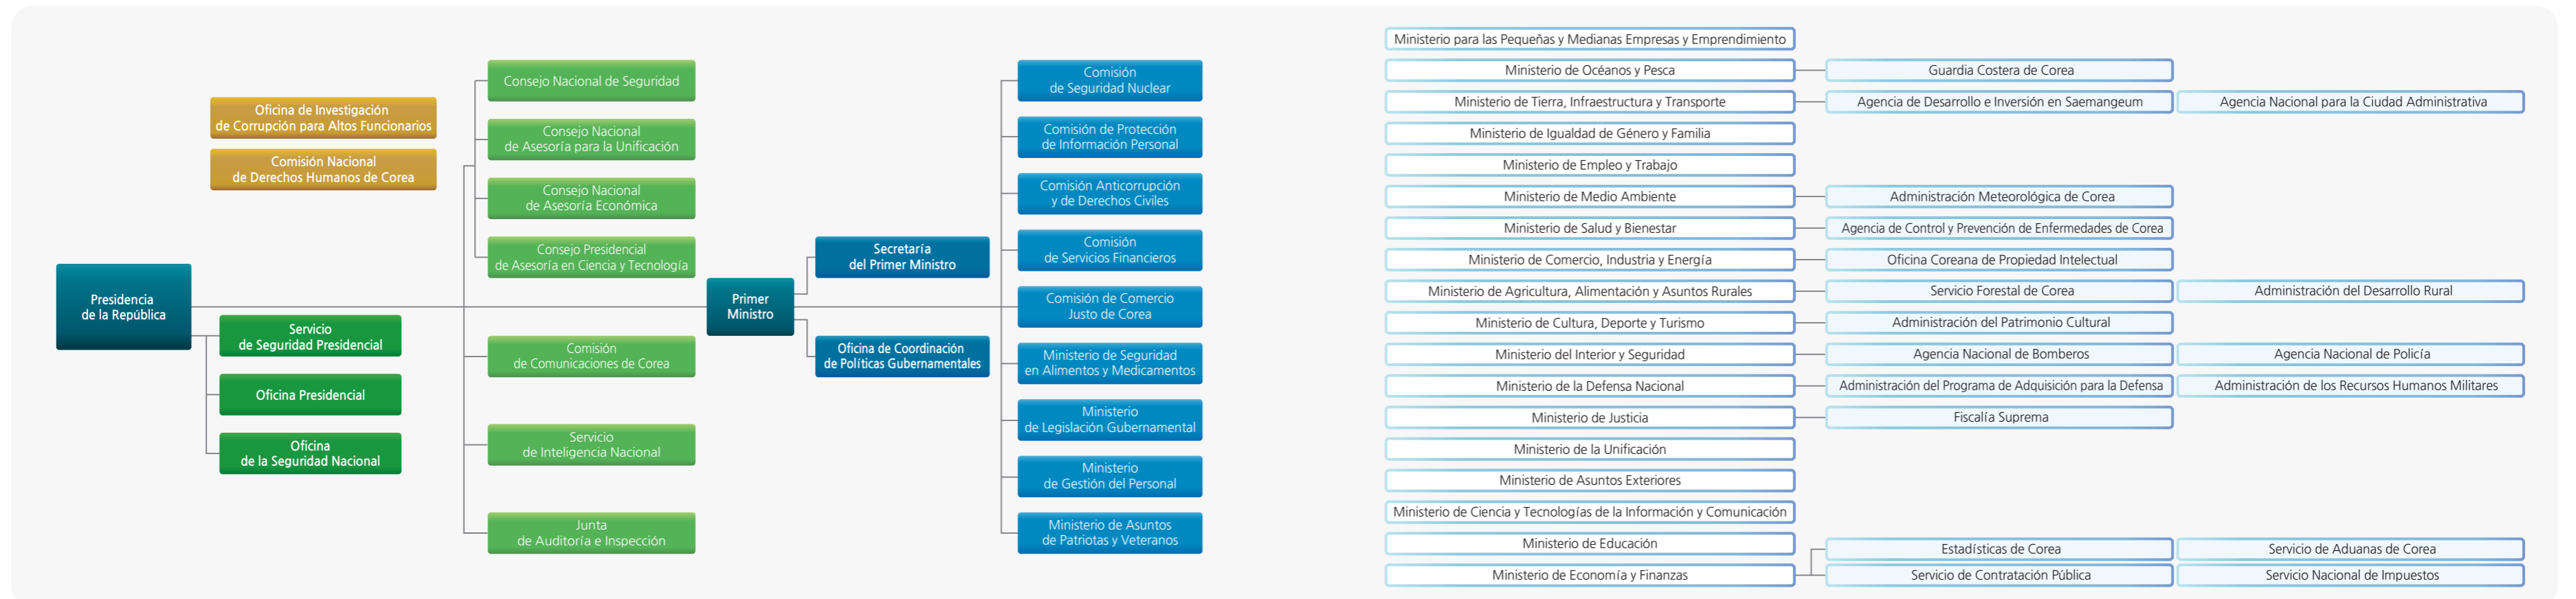 Oficina de Investigación
de Corrupción para Altos Funcionarios
Comisión Nacional
de Derechos Humanos de Corea
Presidencia
de la República
Servicio
de Seguridad Presidencial
Oficina Presidencial
Oficina
de la Seguridad Nacional
Consejo Nacional de Seguridad
Consejo Nacional
de Asesoría para la Unificación
Consejo Nacional
de Asesoría Económica
Consejo Presidencial
de Asesoría en Ciencia y Tecnología
Comisión
de Comunicaciones de Corea
Servicio
de Inteligencia Nacional
Junta
de Auditoría e Inspección
Primer
Ministro
Secretaría
del Primer Ministro
Oficina de Coordinación
de Políticas Gubernamentales
Comisión
de Seguridad Nuclear
Comisión de Protección
de Información Personal
Comisión Anticorrupción
y de Derechos Civiles
Comisión
de Servicios Financieros
Comisión de Comercio
Justo de Corea
Ministerio de Seguridad
en Alimentos y Medicamentos
Ministerio
de Legislación Gubernamental
Ministerio
de Gestión del Personal
Ministerio de Asuntos
de Patriotas y Veteranos
Ministerio para las Pequeñas y Medianas Empresas y Emprendimiento
Ministerio de Océanos y Pesca
Guardia Costera de Corea
Ministerio de Tierra, Infraestructura y Transporte
Agencia de Desarrollo e Inversión en Saemangeum
Agencia Nacional para la Ciudad Administrativa
Ministerio de Igualdad de Género y Familia
Ministerio de Empleo y Trabajo
Ministerio de Medio Ambiente
Administración Meteorológica de Corea
Ministerio de Salud y Bienestar
Agencia de Control y Prevención de Enfermedades de Corea
Ministerio de Comercio, Industria y Energía
Oficina Coreana de Propiedad Intelectual
Ministerio de Agricultura, Alimentación y Asuntos Rurales
Servicio Forestal de Corea
Administración del Desarrollo Rural
Ministerio de Cultura, Deporte y Turismo
Administración del Patrimonio Cultural
Ministerio del Interior y Seguridad
Agencia Nacional de Bomberos
Agencia Nacional de Policía
Ministerio de la Defensa Nacional
Administración del Programa de Adquisición para la Defensa
Administración de los Recursos Humanos Militares
Ministerio de Justicia
Fiscalía Suprema
Ministerio de la Unificación
Ministerio de Asuntos Exteriores
Ministerio de Ciencia y Tecnologías de la Información y Comunicación
Ministerio de Educación
Estadísticas de Corea
Servicio de Aduanas de Corea
Ministerio de Economía y Finanzas
Servicio de Contratación Pública
Servicio Nacional de Impuestos